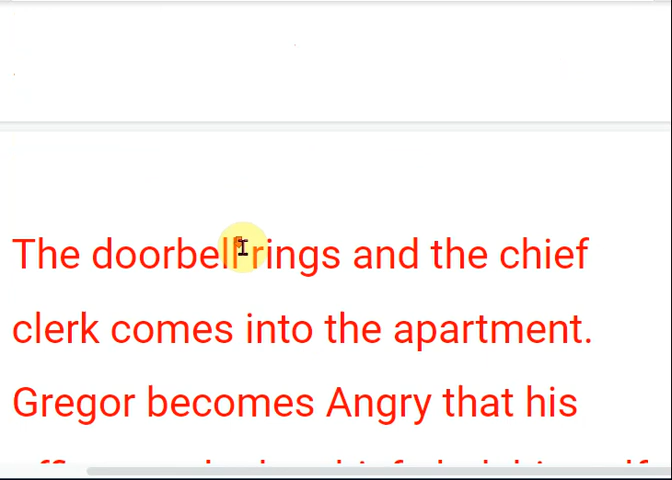 The doorbell rings and the chief
clerk comes into the apartment.
Gregor becomes Angry that his